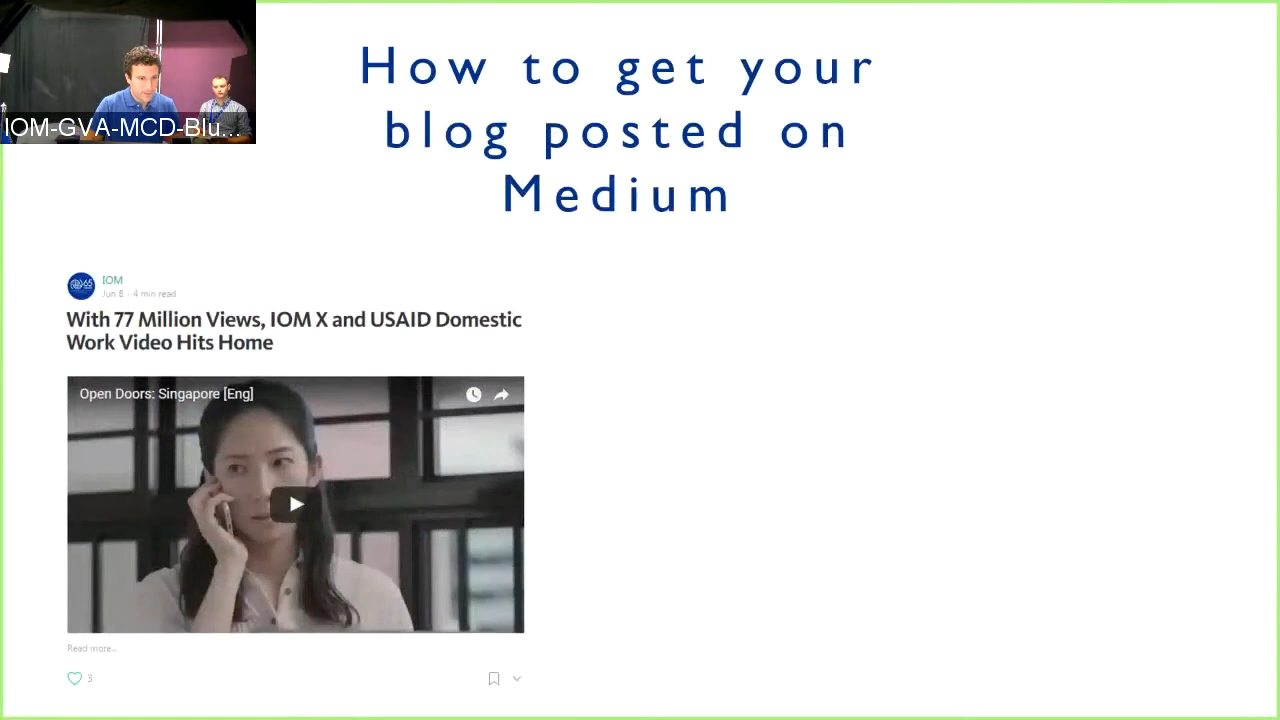 How to get your
blog posted on
Medium
IOM-GVA-MCD-Blu...
IOM
Jun 8 · 4 min read
With 77 Million Views, IOM X and USAID Domestic
Work Video Hits Home
Open Doors: Singapore [Eng]
Read more...
3